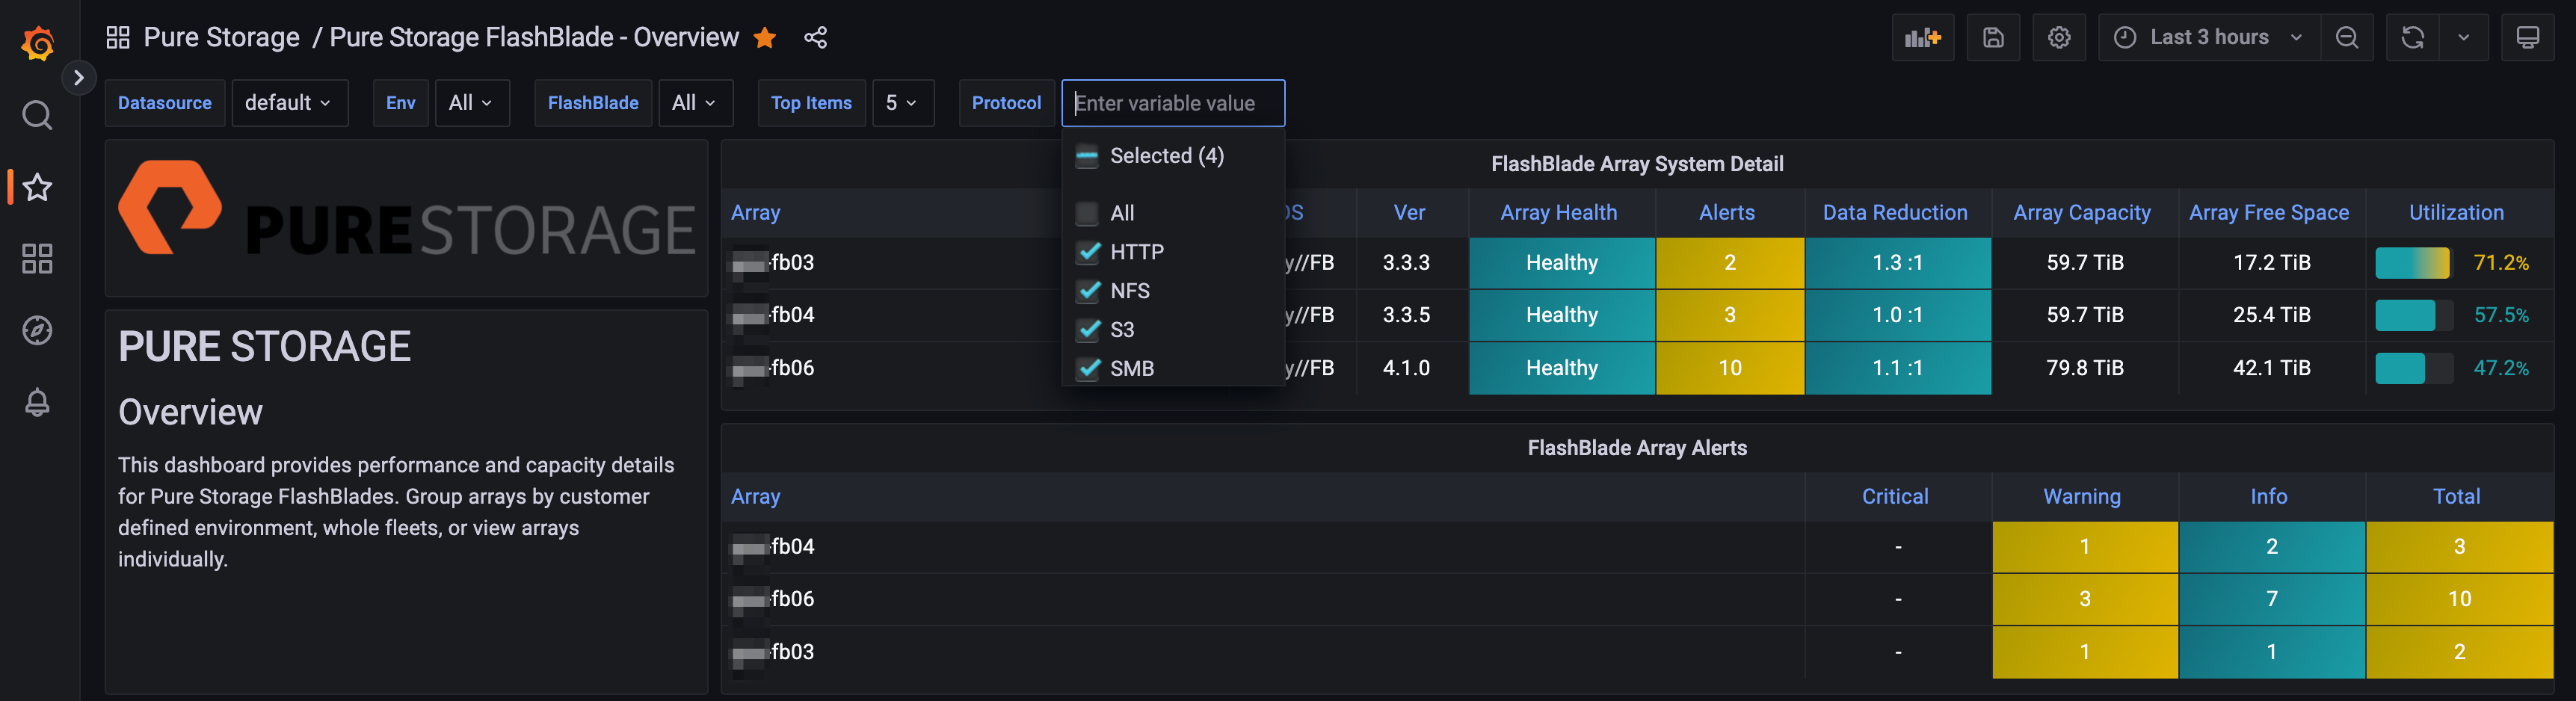 Pure Storage / Pure Storage FlashBlade - Overview
Last 3 hours
Datasource default Env All FlashBlade All Top Items 5 Protocol Enter variable value
Selected (4)
All
HTTP
NFS
S3
SMB
PURESTORAGE
PURE STORAGE
Overview
This dashboard provides performance and capacity details
for Pure Storage FlashBlades. Group arrays by customer
defined environment, whole fleets, or view arrays
individually.
FlashBlade Array System Detail
Array OS Ver Array Health Alerts Data Reduction Array Capacity Array Free Space Utilization
-fb03 y//FB 3.3.3 Healthy 2 1.3 :1 59.7 TiB 17.2 TiB 71.2%
-fb04 y//FB 3.3.5 Healthy 3 1.0 :1 59.7 TiB 25.4 TiB 57.5%
-fb06 y//FB 4.1.0 Healthy 10 1.1 :1 79.8 TiB 42.1 TiB 47.2%
FlashBlade Array Alerts
Array Critical Warning Info Total
-fb04 - 1 2 3
-fb06 - 3 7 10
-fb03 - 1 1 2